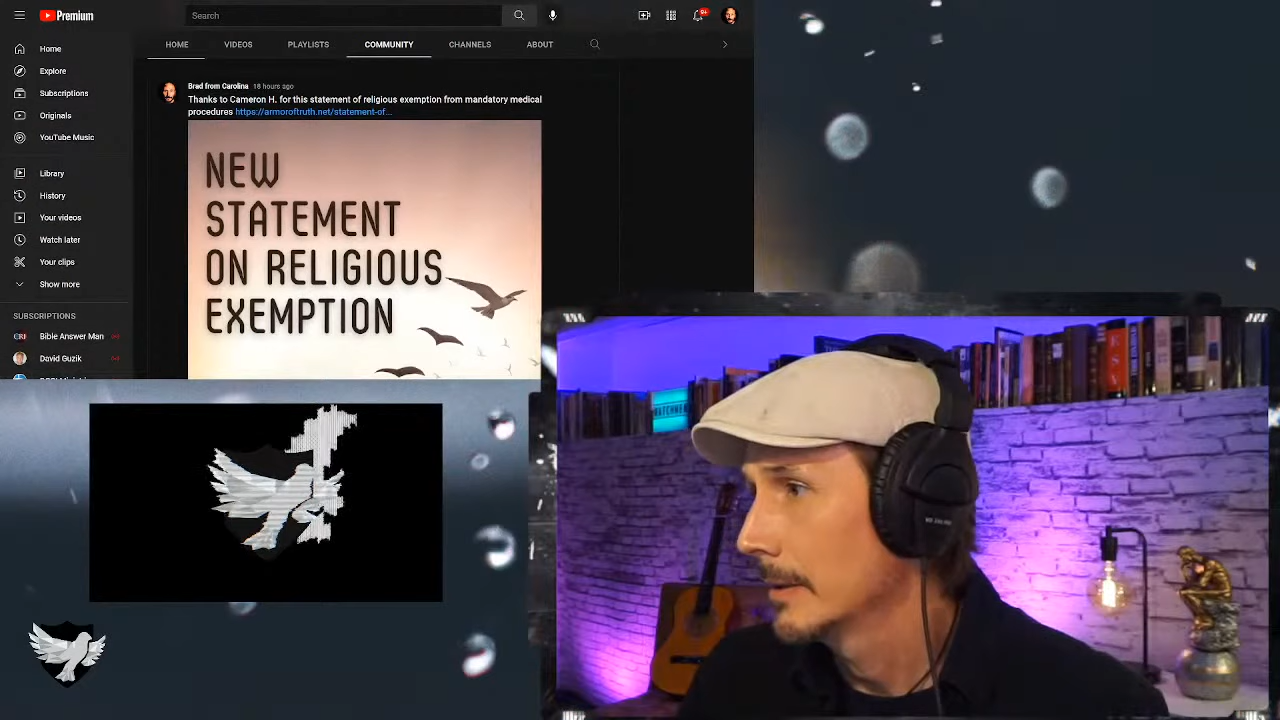 Premium
Search
9+
HOME
VIDEOS
PLAYLISTS
COMMUNITY
CHANNELS
ABOUT
Home
Explore
Subscriptions
Originals
YouTube Music
Library
History
Your videos
Watch later
Your clips
Show more
SUBSCRIPTIONS
Bible Answer Man
David Guzik
Brad from Carolina 18 hours ago
Thanks to Cameron H. for this statement of religious exemption from mandatory medical
procedures https://armoroftruth.net/statement-of...
NEW
STATEMENT
ON RELIGIOUS
EXEMPTION
ESV